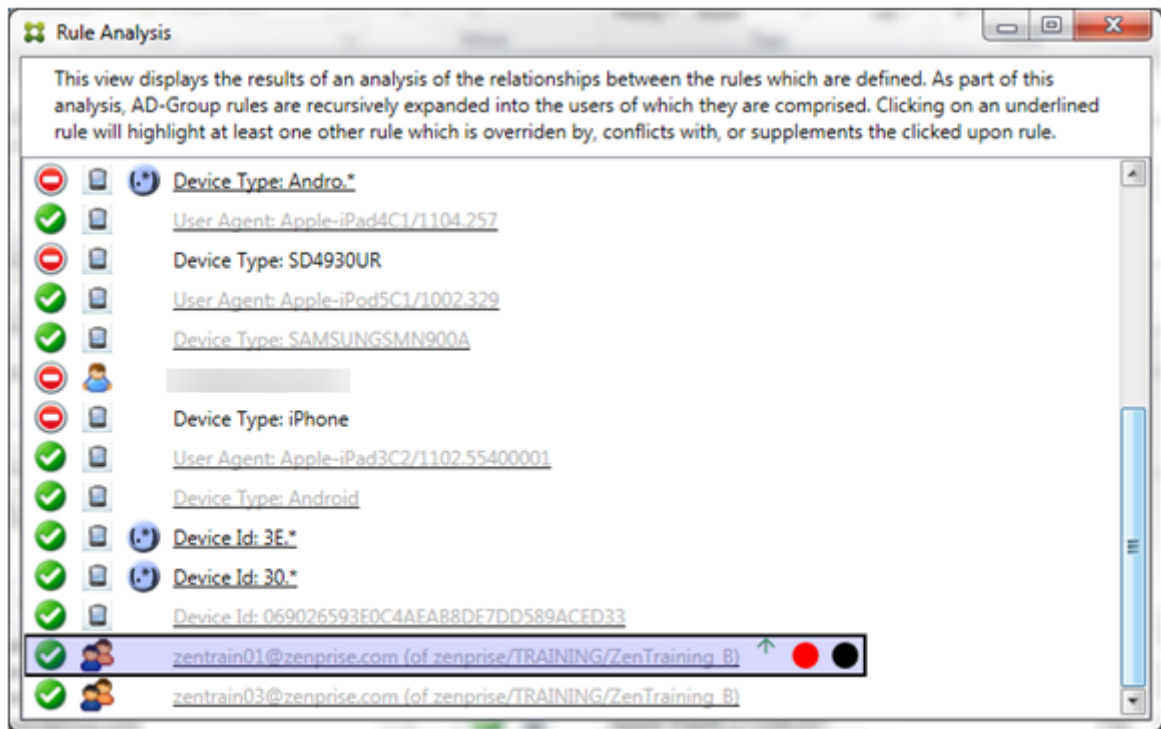 Rule Analysis
This view displays the results of an analysis of the relationships between the rules which are defined. As part of this
analysis, AD-Group rules are recursively expanded into the users of which they are comprised. Clicking on an underlined
rule will highlight at least one other rule which is overriden by, conflicts with, or supplements the clicked upon rule.
(.*) Device Type: Andro.*
User Agent: Apple-iPad4C1/1104.257
Device Type: SD4930UR
User Agent: Apple-iPod5C1/1002.329
Device Type: SAMSUNGSMN900A
Device Type: iPhone
User Agent: Apple-iPad3C2/1102.55400001
Device Type: Android
(.*) Device Id: 3E.*
(.*) Device Id: 30.*
Device Id: 069026593E0C4AEAB8DE7DD589ACED33
zentrain01@zenprise.com (of zenprise/TRAINING/ZenTraining_B)
zentrain03@zenprise.com (of zenprise/TRAINING/ZenTraining_B)